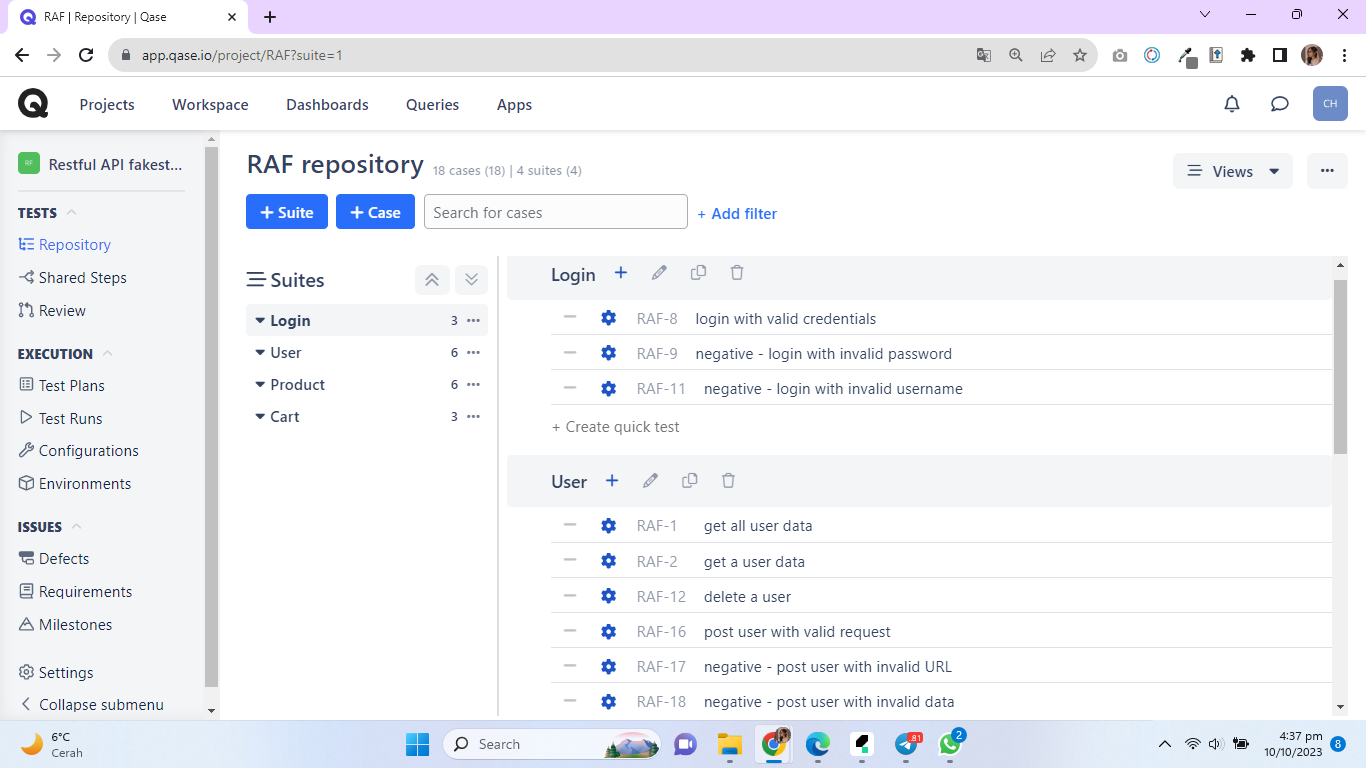 RAF | Repository | Qase
app.qase.io/project/RAF?suite=1
Projects Workspace Dashboards Queries Apps
CH
RF Restful API fakest...
TESTS
Repository
Shared Steps
Review
EXECUTION
Test Plans
Test Runs
Configurations
Environments
ISSUES
Defects
Requirements
Milestones
Settings
Collapse submenu
RAF repository 18 cases (18) | 4 suites (4)
Views
+ Suite + Case Search for cases + Add filter
Suites
Login 3
User 6
Product 6
Cart 3
Login
RAF-8 login with valid credentials
RAF-9 negative - login with invalid password
RAF-11 negative - login with invalid username
+ Create quick test
User
RAF-1 get all user data
RAF-2 get a user data
RAF-12 delete a user
RAF-16 post user with valid request
RAF-17 negative - post user with invalid URL
RAF-18 negative - post user with invalid data
6°C
Cerah
Search
81
2
4:37 pm
10/10/2023
8